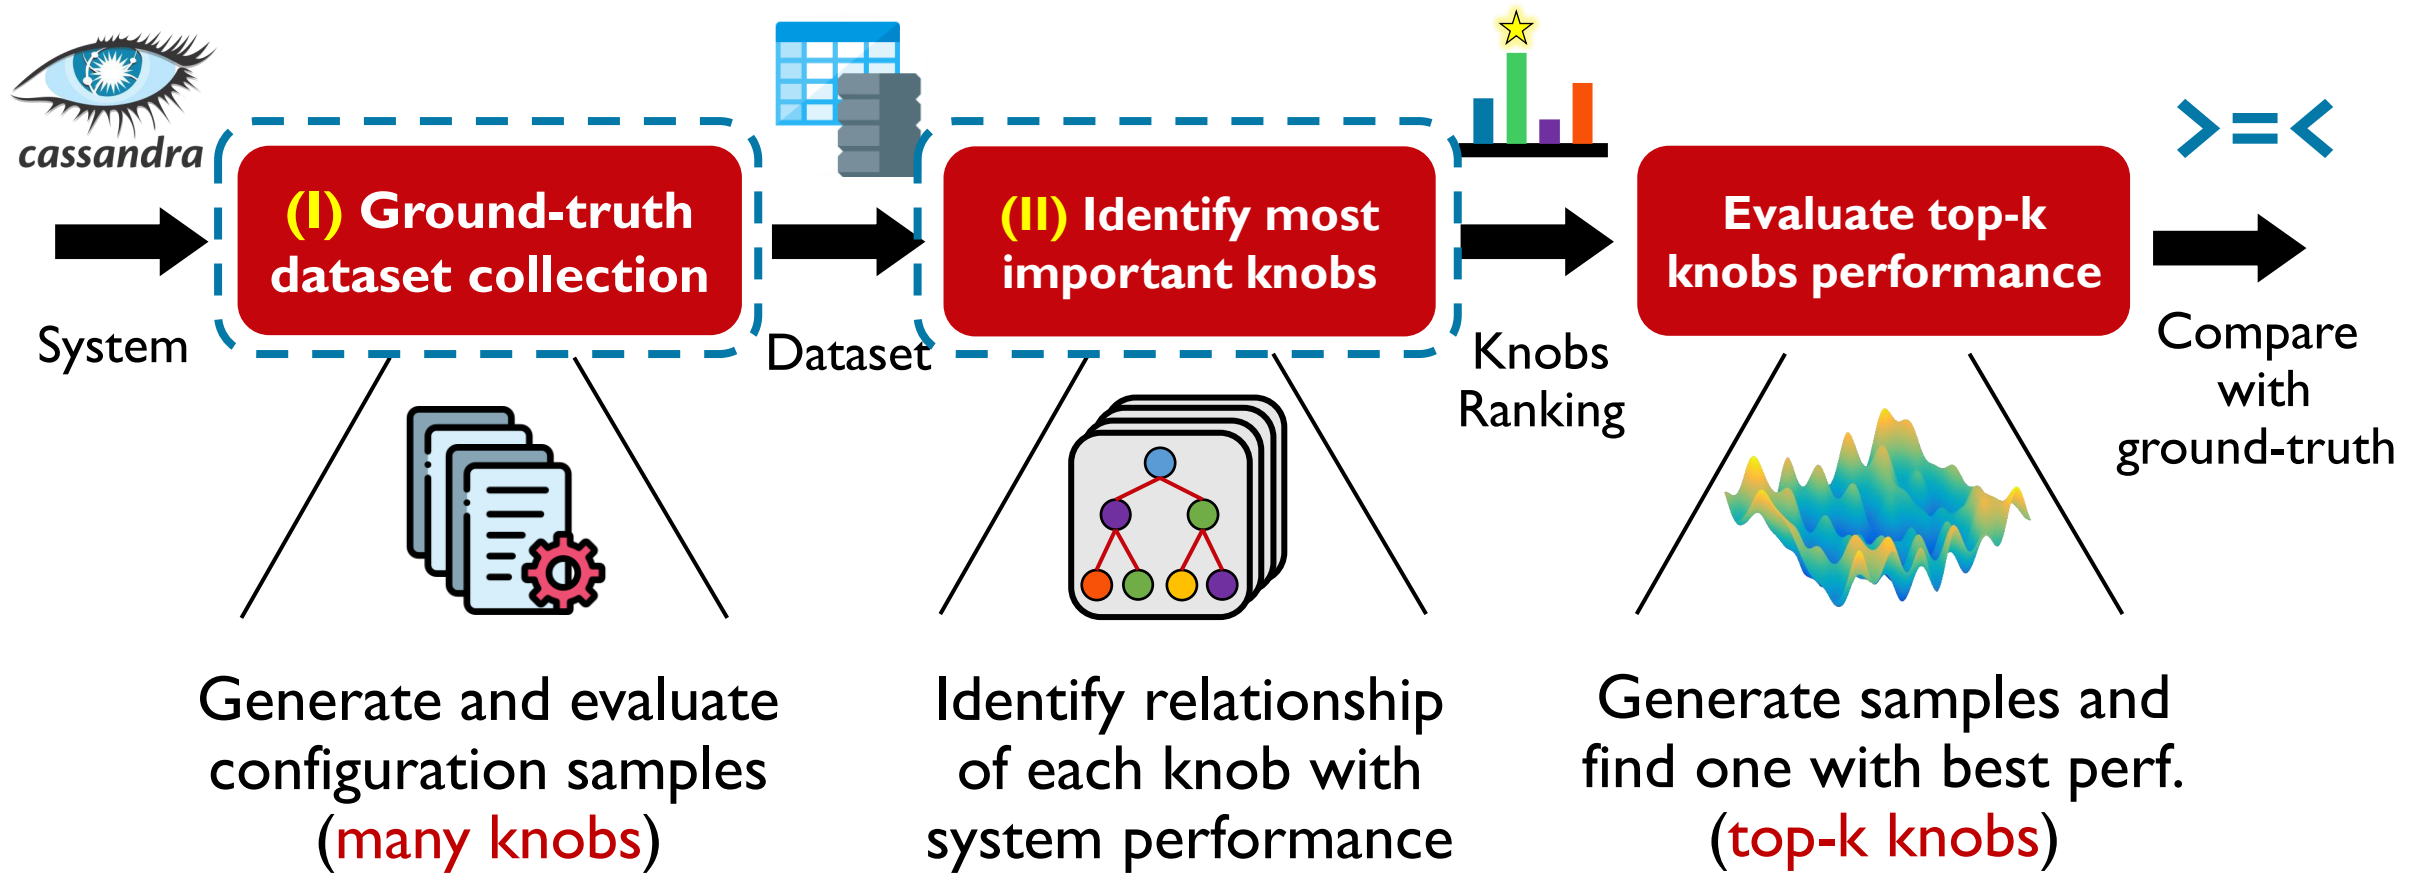 cassandra
System
(I) Ground-truth
dataset collection
Dataset
(II) Identify most
important knobs
Knobs
Ranking
Evaluate top-k
knobs performance
>=<
Compare
with
ground-truth
Generate and evaluate
configuration samples
(many knobs)
Identify relationship
of each knob with
system performance
Generate samples and
find one with best perf.
(top-k knobs)